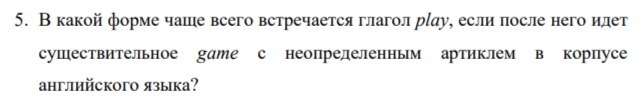 5. В какой форме чаще всего встречается глагол play, если после него идет
существительное game с неопределенным артиклем в корпусе
английского языка?